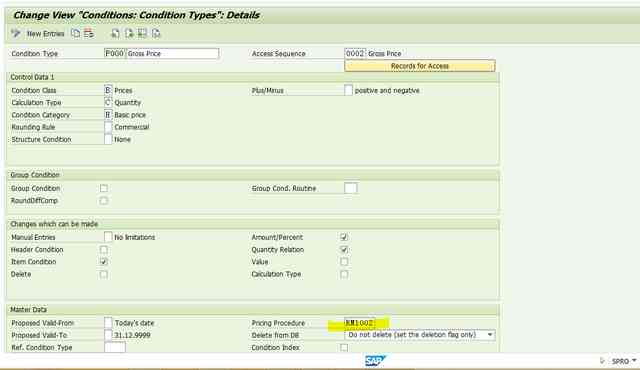 Change View "Conditions: Condition Types": Details
New Entries
Condition Type P000 Gross Price Access Sequence 0002 Gross Price
Records for Access
Control Data 1
Condition Class B Prices Plus/Minus positive and negative
Calculation Type C Quantity
Condition Category H Basic price
Rounding Rule Commercial
Structure Condition None
Group Condition
Group Condition Group Cond. Routine
RoundDiffComp
Changes which can be made
Manual Entries No limitations Amount/Percent
Header Condition Quantity Relation
Item Condition Value
Delete Calculation Type
Master Data
Proposed Valid-From Today's date Pricing Procedure RM1002
Proposed Valid-To 31.12.9999 Delete from DB Do not delete (set the deletion flag only)
Ref. Condition Type Condition Index
SAP SPRO